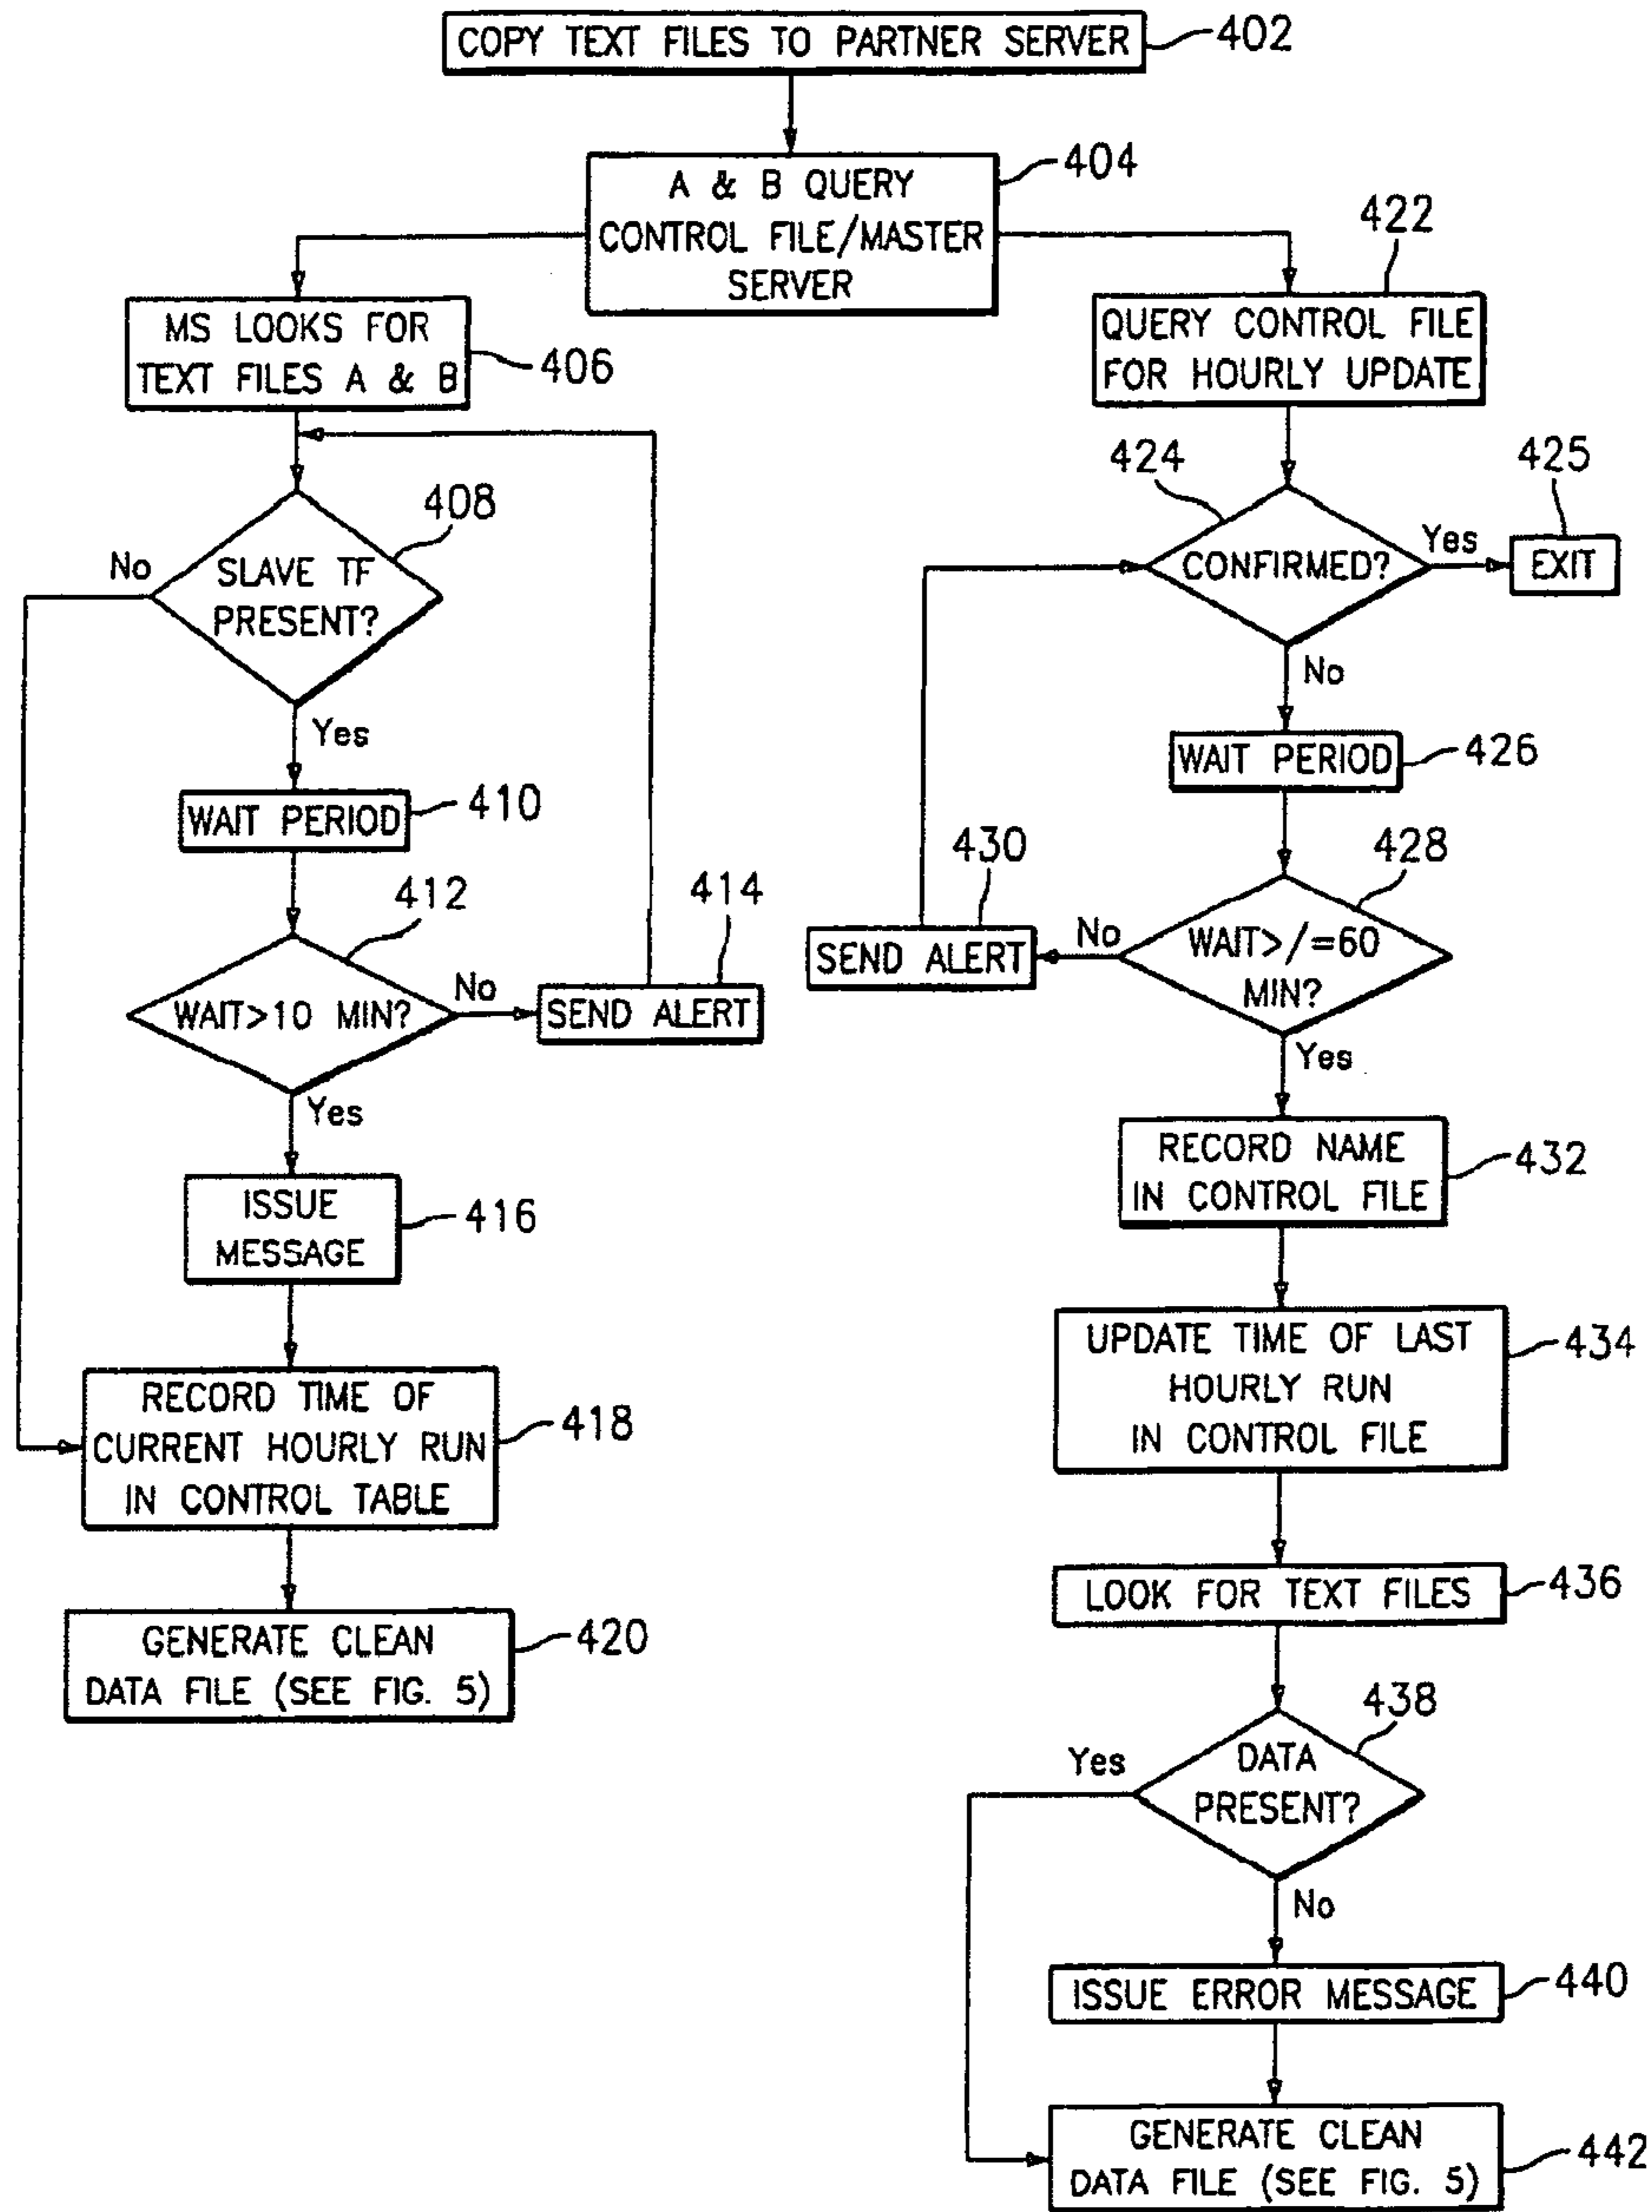 COPY TEXT FILES TO PARTNER SERVER
402
A & B QUERY
CONTROL FILE/MASTER
SERVER
404
MS LOOKS FOR
TEXT FILES A & B
406
SLAVE TF
PRESENT?
408
No
Yes
WAIT PERIOD
410
WAIT>10 MIN?
412
No
SEND ALERT
414
Yes
ISSUE
MESSAGE
416
RECORD TIME OF
CURRENT HOURLY RUN
IN CONTROL TABLE
418
GENERATE CLEAN
DATA FILE (SEE FIG. 5)
420
422
QUERY CONTROL FILE
FOR HOURLY UPDATE
424
CONFIRMED?
Yes
425
EXIT
No
WAIT PERIOD
426
428
WAIT>/=60
MIN?
No
430
SEND ALERT
Yes
RECORD NAME
IN CONTROL FILE
432
UPDATE TIME OF LAST
HOURLY RUN
IN CONTROL FILE
434
LOOK FOR TEXT FILES
436
438
DATA
PRESENT?
Yes
No
ISSUE ERROR MESSAGE
440
GENERATE CLEAN
DATA FILE (SEE FIG. 5)
442